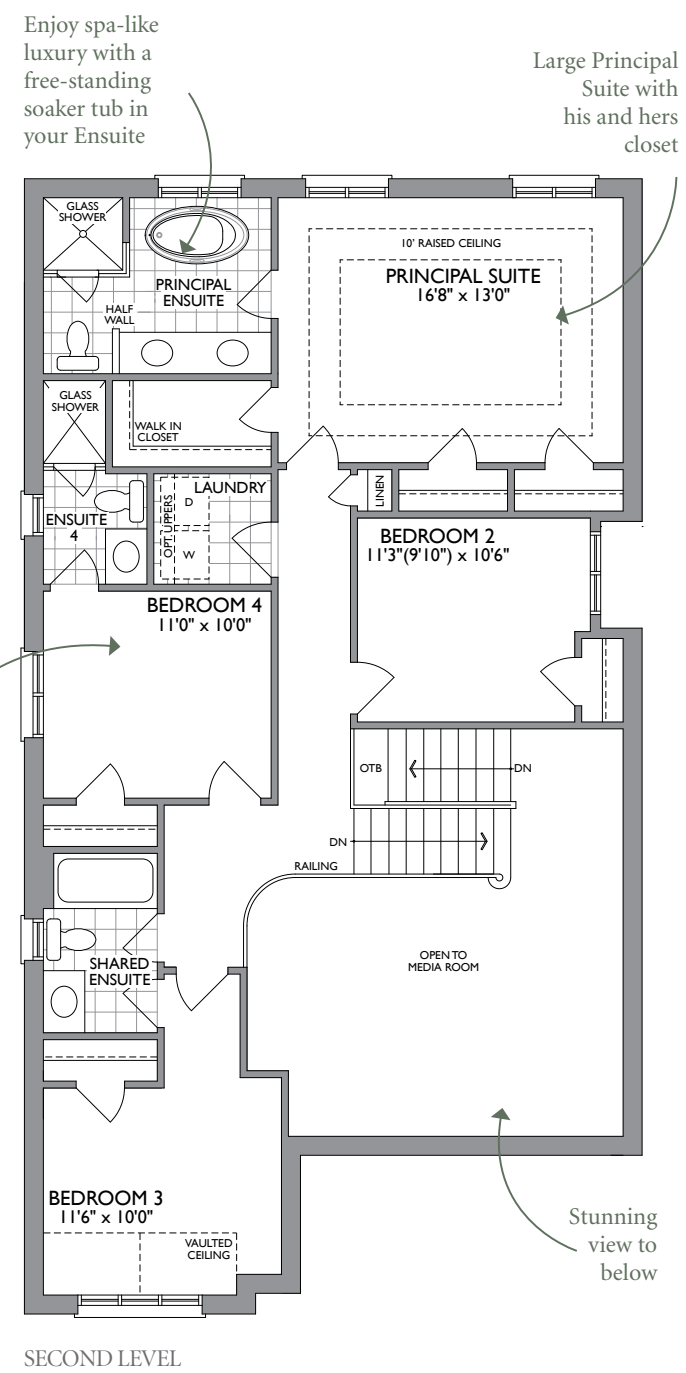 Enjoy spa-like
luxury with a
free-standing
soaker tub in
your Ensuite
Large Principal
Suite with
his and hers
closet
GLASS
SHOWER
PRINCIPAL
ENSUITE
HALF
WALL
10' RAISED CEILING
PRINCIPAL SUITE
16'8" x 13'0"
GLASS
SHOWER
WALK IN
CLOSET
LINEN
LAUNDRY
OPT. UPPERS
D
W
ENSUITE
4
BEDROOM 2
11'3"(9'10") x 10'6"
BEDROOM 4
11'0" x 10'0"
OTB
DN
DN
RAILING
SHARED
ENSUITE
OPEN TO
MEDIA ROOM
BEDROOM 3
11'6" x 10'0"
VAULTED
CEILING
Stunning
view to
below
SECOND LEVEL